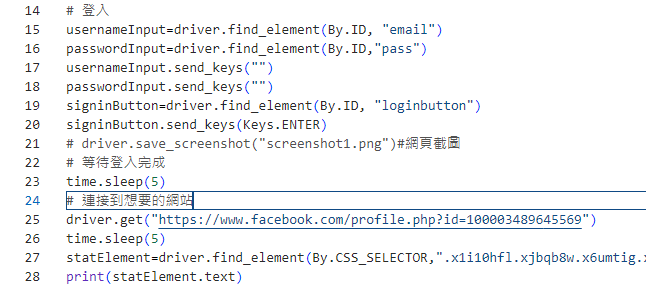 14 # 登入
15 usernameInput=driver.find_element(By.ID, "email")
16 passwordInput=driver.find_element(By.ID,"pass")
17 usernameInput.send_keys("")
18 passwordInput.send_keys("")
19 signinButton=driver.find_element(By.ID, "loginbutton")
20 signinButton.send_keys(Keys.ENTER)
21 # driver.save_screenshot("screenshot1.png")#網頁截圖
22 # 等待登入完成
23 time.sleep(5)
24 # 連接到想要的網站
25 driver.get("https://www.facebook.com/profile.php?id=100003489645569")
26 time.sleep(5)
27 statElement=driver.find_element(By.CSS_SELECTOR,".x1i10hfl.xjbqb8w.x6umtig.
28 print(statElement.text)